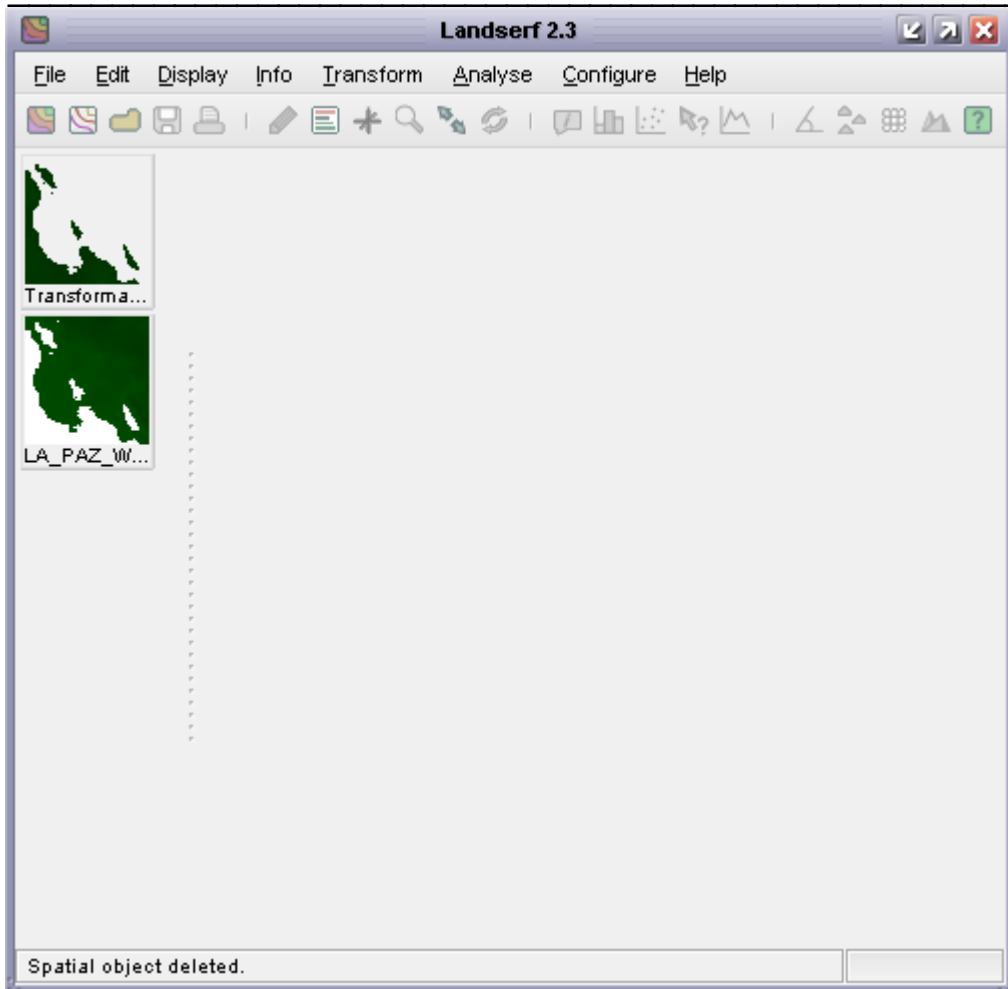 Landserf 2.3
File Edit Display Info Transform Analyse Configure Help
Transforma...
LA_PAZ_W...
Spatial object deleted.